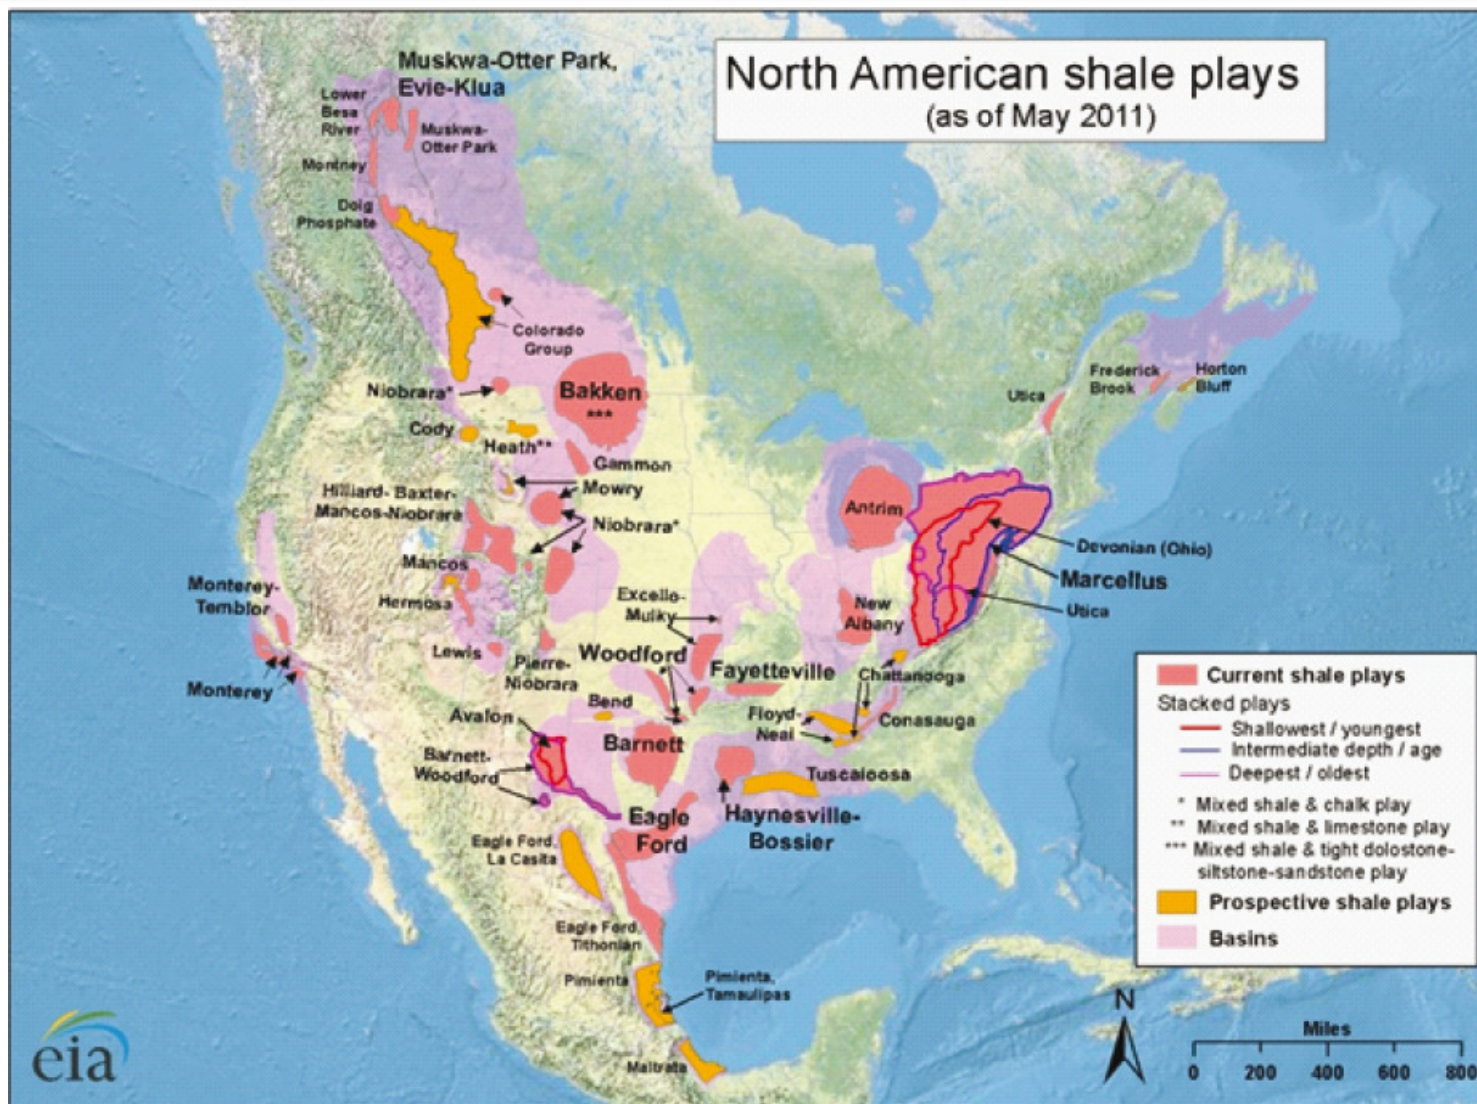 North American shale plays
(as of May 2011)
Muskwa-Otter Park,
Evie-Klua
Lower
Besa
River
Muskwa-
Otter Park
Montney
Doig
Phosphate
Colorado
Group
Niobrara*
Bakken
***
Cody
Heath**
Gammon
Mowry
Hilliard- Baxter-
Mancos-Niobrara
Niobrara*
Mancos
Hermosa
Monterey-
Temblor
Monterey
Lewis
Pierre-
Niobrara
Excello-
Mulky
Woodford
Fayetteville
Bend
Avalon
Barnett-
Woodford
Barnett
Eagle
Ford
Haynesville-
Bossier
Tuscaloosa
Floyd-
Neal
Chattanooga
Conasauga
New
Albany
Antrim
Devonian (Ohio)
Marcellus
Utica
Utica
Frederick
Brook
Horton
Bluff
Eagle Ford,
La Casita
Eagle Ford,
Tithonian
Pimienta
Pimienta,
Tamaulipas
Maltrata
Current shale plays
Stacked plays
Shallowest / youngest
Intermediate depth / age
Deepest / oldest
* Mixed shale & chalk play
** Mixed shale & limestone play
*** Mixed shale & tight dolostone-
siltstone-sandstone play
Prospective shale plays
Basins
N
Miles
0 200 400 600 800
eia